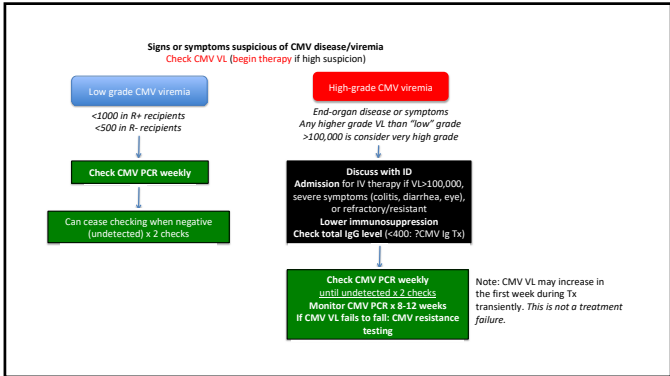 Signs or symptoms suspicious of CMV disease/viremia
Check CMV VL (begin therapy if high suspicion)
Low grade CMV viremia
<1000 in R+ recipients
<500 in R- recipients
Check CMV PCR weekly
Can cease checking when negative
(undetected) x 2 checks
High-grade CMV viremia
End-organ disease or symptoms
Any higher grade VL than “low” grade
>100,000 is consider very high grade
Discuss with ID
Admission for IV therapy if VL>100,000,
severe symptoms (colitis, diarrhea, eye),
or refractory/resistant
Lower immunosuppression
Check total IgG level (<400: ?CMV Ig Tx)
Check CMV PCR weekly
until undetected x 2 checks
Monitor CMV PCR x 8-12 weeks
If CMV VL fails to fall: CMV resistance
testing
Note: CMV VL may increase in
the first week during Tx
transiently. This is not a treatment
failure.